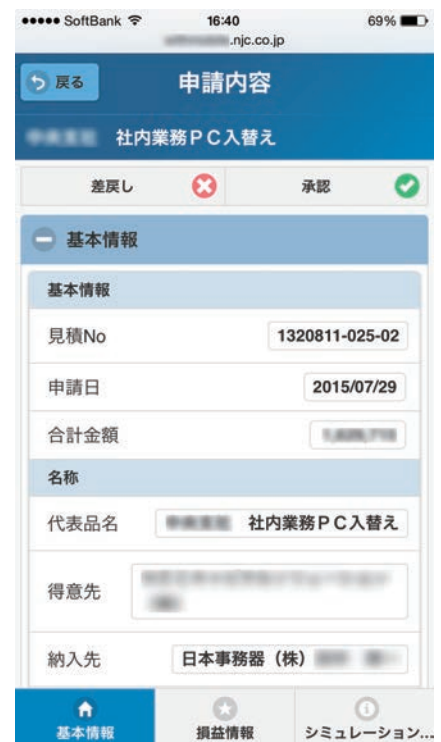 SoftBank 16:40 69%
.njc.co.jp
戻る 申請内容
社内業務PC入替え
差戻し 承認
基本情報
基本情報
見積No 1320811-025-02
申請日 2015/07/29
合計金額
名称
代表品名 社内業務PC入替え
得意先
納入先 日本事務器（株）
基本情報 損益情報 シミュレーション...